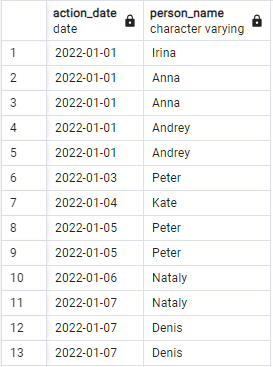 action_date person_name
date character varying
1 2022-01-01 Irina
2 2022-01-01 Anna
3 2022-01-01 Anna
4 2022-01-01 Andrey
5 2022-01-01 Andrey
6 2022-01-03 Peter
7 2022-01-04 Kate
8 2022-01-05 Peter
9 2022-01-05 Peter
10 2022-01-06 Nataly
11 2022-01-07 Nataly
12 2022-01-07 Denis
13 2022-01-07 Denis